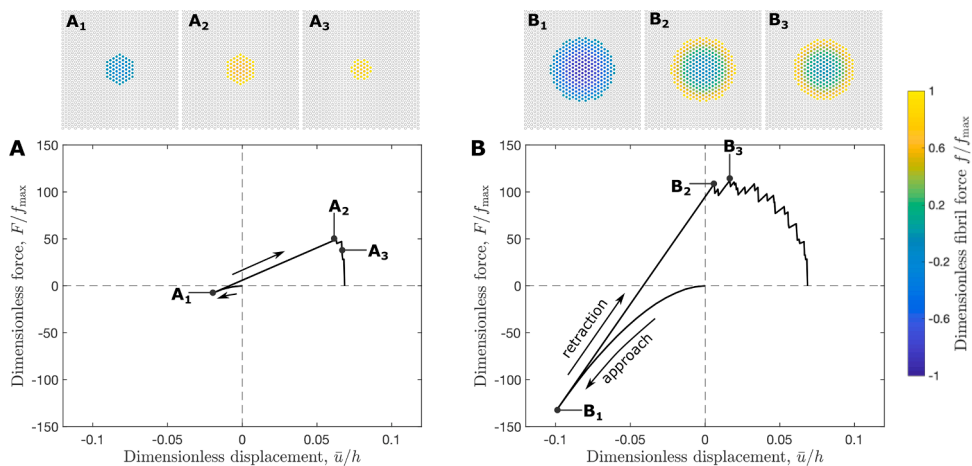 A1 A2 A3 B1 B2 B3
A
150
100
50
0
-50
-100
-150
-0.1 -0.05 0 0.05 0.1
Dimensionless force, F/fmax
Dimensionless displacement, ū/h
A1
A2
A3
B
150
100
50
0
-50
-100
-150
-0.1 -0.05 0 0.05 0.1
Dimensionless force, F/fmax
Dimensionless displacement, ū/h
B3
B2
retraction
approach
B1
1
0.6
0.2
-0.2
-0.6
-1
Dimensionless fibril force f/fmax